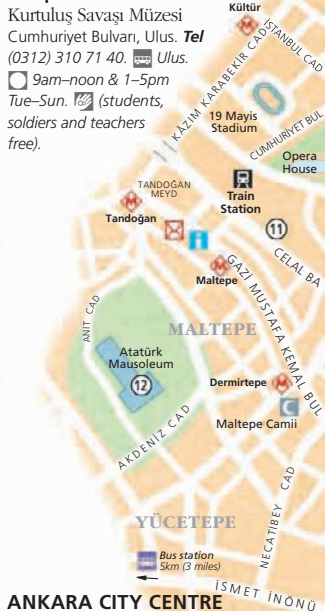 Kurtuluş Savaşı Müzesi
Cumhuriyet Bulvarı, Ulus. Tel
(0312) 310 71 40. Ulus.
9am–noon & 1–5pm
Tue–Sun. (students,
soldiers and teachers
free).
Kültür
M
İSTANBUL CAD
KÂZIM KARABEKİR CAD
19 Mayis
Stadium
CUMHURİYET BUL
Opera
House
TANDOĞAN
MEYD
Train
Station
M
Tandoğan
11
i
CELAL BA
M
Maltepe
GAZİ MUSTAFA KEMAL BUL
ANIT CAD
MALTEPE
Atatürk
Mausoleum
12
Dermirtepe
M
Maltepe Camii
AKDENİZ CAD
NECATİBEY CAD
YÜCETEPE
Bus station
5km (3 miles)
İSMET İNÖNÜ
ANKARA CITY CENTRE